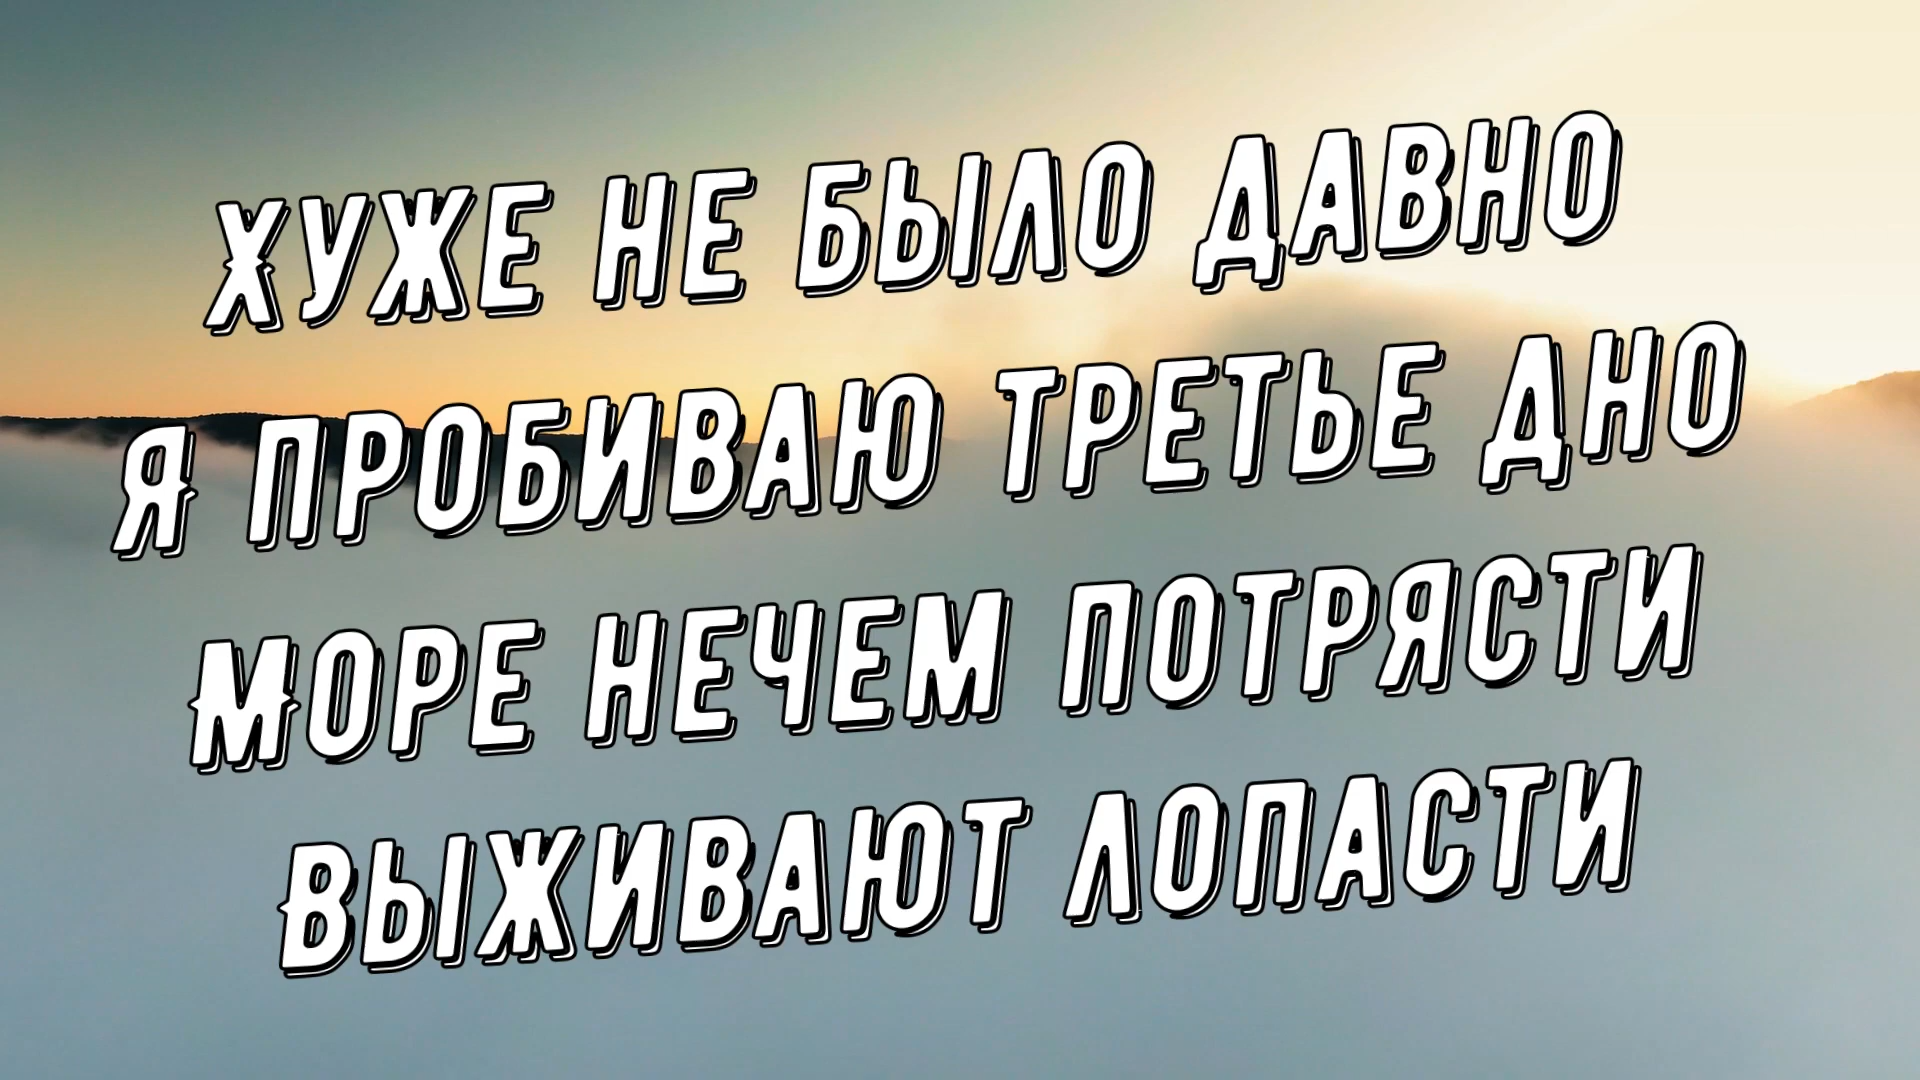 Хуже не было давно
Я пробиваю третье дно
Море нечем потрясти
Выживают лопасти